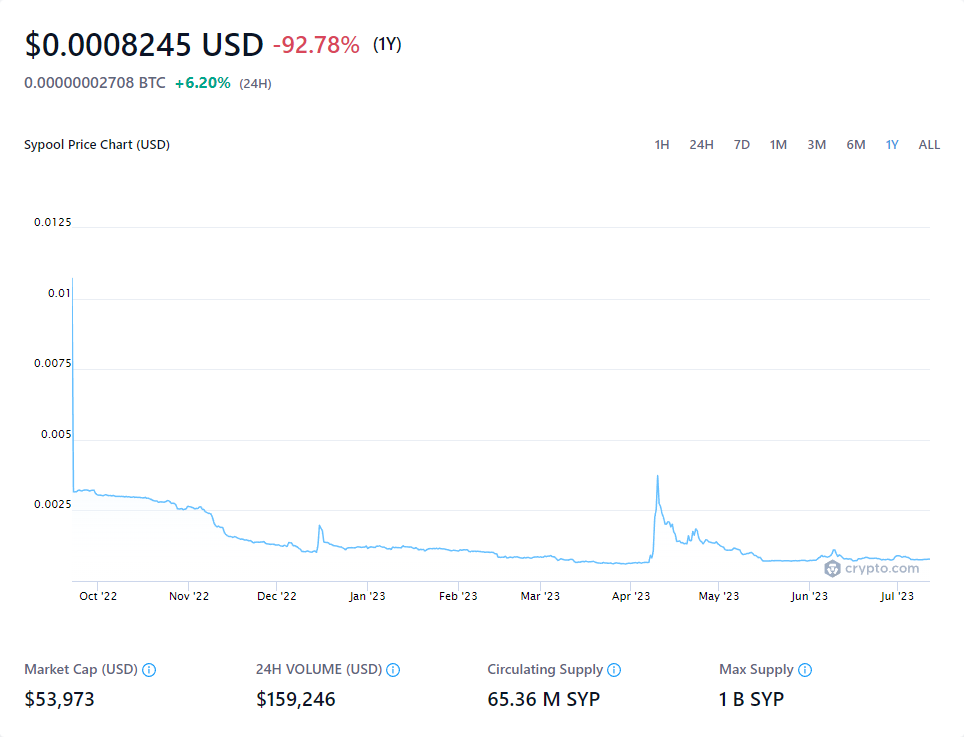 $0.0008245 USD -92.78% (1Y)
0.00000002708 BTC +6.20% (24H)
Sypool Price Chart (USD) 1H 24H 7D 1M 3M 6M 1Y ALL
0.0125
0.01
0.0075
0.005
0.0025
crypto.com
Oct '22 Nov '22 Dec '22 Jan '23 Feb '23 Mar '23 Apr '23 May '23 Jun '23 Jul '23
Market Cap (USD) 24H VOLUME (USD) Circulating Supply Max Supply
$53,973 $159,246 65.36 M SYP 1 B SYP